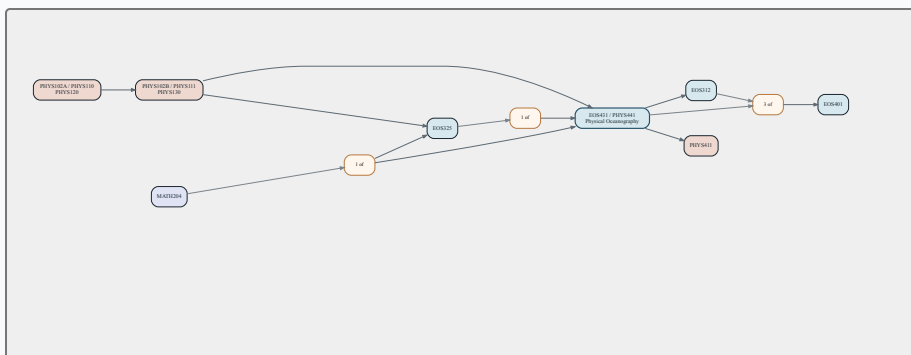 PHYS102A / PHYS110
PHYS120
PHYS102B / PHYS111
PHYS130
MATH204
1 of
EOS325
1 of
EOS431 / PHYS441
Physical Oceanography
EOS312
PHYS411
3 of
EOS401